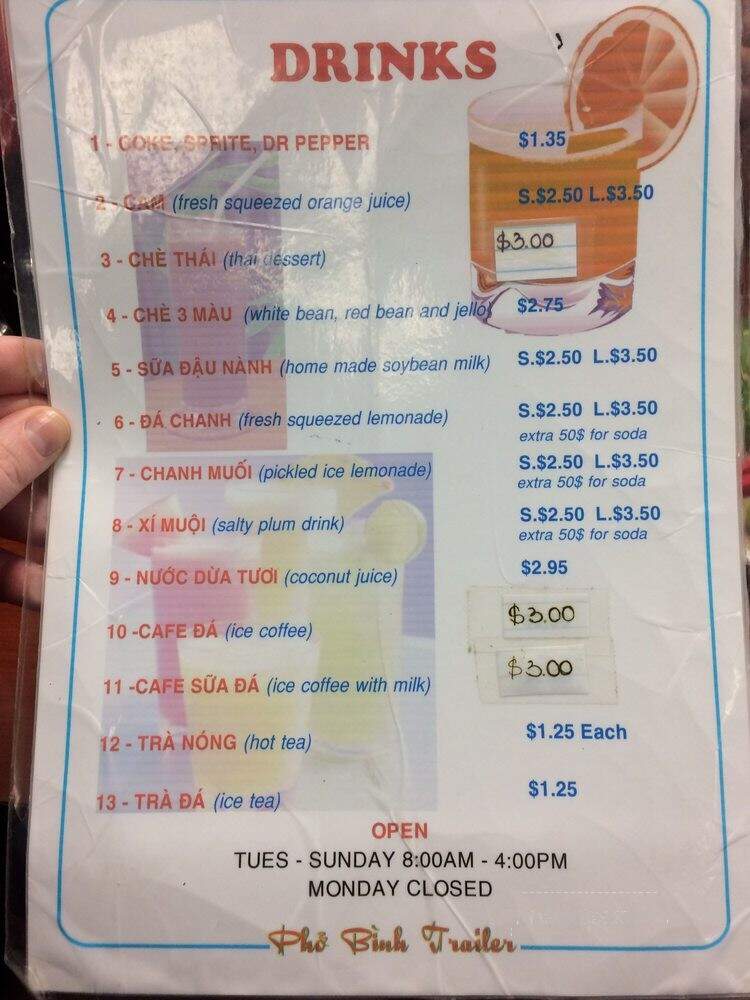 DRINKS
1 - COKE, SPRITE, DR PEPPER $1.35
2 - CAM (fresh squeezed orange juice) S.$2.50 L.$3.50
3 - CHÈ THÁI (thai dessert) $3.00
4 - CHÈ 3 MÀU (white bean, red bean and jello) $2.75
5 - SỮA ĐẬU NÀNH (home made soybean milk) S.$2.50 L.$3.50
6 - ĐÁ CHANH (fresh squeezed lemonade) S.$2.50 L.$3.50
extra 50$ for soda
7 - CHANH MUỐI (pickled ice lemonade) S.$2.50 L.$3.50
extra 50$ for soda
8 - XÍ MUỘI (salty plum drink) S.$2.50 L.$3.50
extra 50$ for soda
9 - NƯỚC DỪA TƯƠI (coconut juice) $2.95
10 -CAFE ĐÁ (ice coffee) $3.00
11 -CAFE SỮA ĐÁ (ice coffee with milk) $3.00
12 - TRÀ NÓNG (hot tea) $1.25 Each
13 - TRÀ ĐÁ (ice tea) $1.25
OPEN
TUES - SUNDAY 8:00AM - 4:00PM
MONDAY CLOSED
Phở Bình Trailer